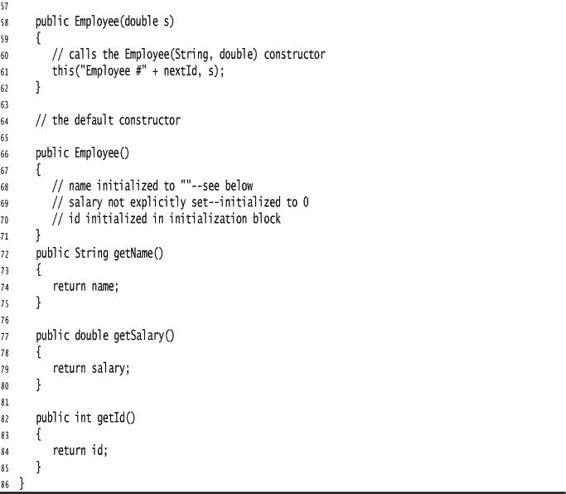 57
58 public Employee(double s)
59 {
60 // calls the Employee(String, double) constructor
61 this("Employee #" + nextId, s);
62 }
63
64 // the default constructor
65
66 public Employee()
67 {
68 // name initialized to ""--see below
69 // salary not explicitly set--initialized to 0
70 // id initialized in initialization block
71 }
72 public String getName()
73 {
74 return name;
75 }
76
77 public double getSalary()
78 {
79 return salary;
80 }
81
82 public int getId()
83 {
84 return id;
85 }
86 }